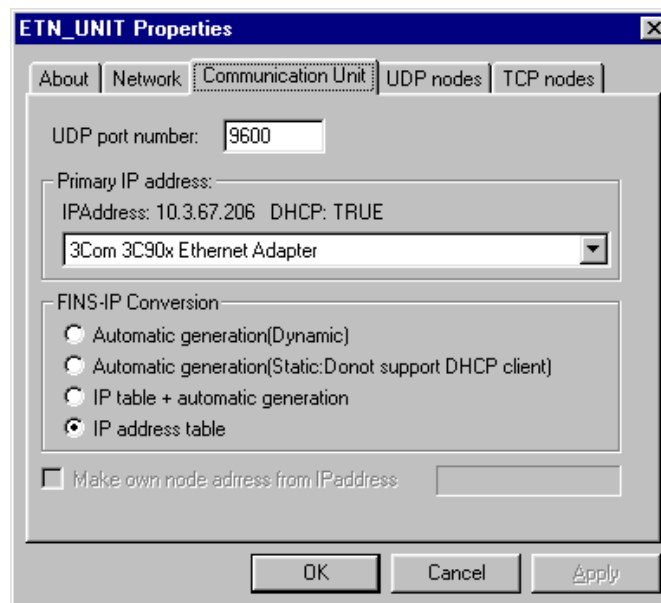 ETN_UNIT Properties
About Network Communication Unit UDP nodes TCP nodes
UDP port number: 9600
Primary IP address:
IPAddress: 10.3.67.206 DHCP: TRUE
3Com 3C90x Ethernet Adapter
FINS-IP Conversion
Automatic generation(Dynamic)
Automatic generation(Static:Donot support DHCP client)
IP table + automatic generation
IP address table
Make own node adrress from IPaddress
OK Cancel Apply